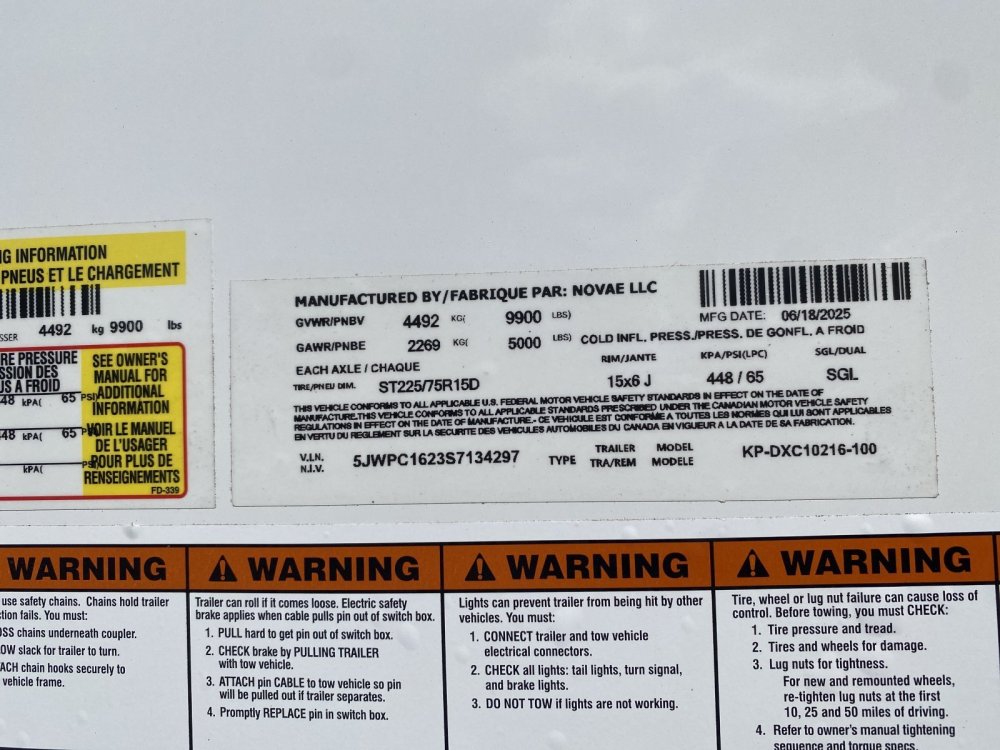 G INFORMATION
PNEUS ET LE CHARGEMENT
SSER 4492 kg 9900 lbs
RE PRESSURE
SSION DES
US A FROID
48 kPA( 65 PSI)
48 kPA( 65
kPA(
SEE OWNER'S
MANUAL FOR
ADDITIONAL
INFORMATION
VOIR LE MANUEL
DE L'USAGER
POUR PLUS DE
RENSEIGNEMENTS
FD-339
MANUFACTURED BY/FABRIQUE PAR: NOVAE LLC
GVWR/PNBV 4492 KG( 9900 LBS)
MFG DATE: 06/18/2025
GAWR/PNBE 2269 KG( 5000 LBS) COLD INFL. PRESS./PRESS. DE GONFL. A FROID
EACH AXLE / CHAQUE RIM/JANTE KPA/PSI(LPC) SGL/DUAL
TIRE/PNEU DIM. ST225/75R15D 15x6 J 448 / 65 SGL
THIS VEHICLE CONFORMS TO ALL APPLICABLE U.S. FEDERAL MOTOR VEHICLE SAFETY STANDARDS IN EFFECT ON THE DATE OF
MANUFACTURE.THIS VEHICLE CONFORMS TO ALL APPLICABLE STANDARDS PRESCRIBED UNDER THE CANADIAN MOTOR VEHICLE SAFETY
REGULATIONS IN EFFECT ON THE DATE OF MANUFACTURE.- CE VEHICULE EST CONFORME A TOUTES LES NORMES QUI LUI SONT APPLICABLES
EN VERTU DU REGLEMENT SUR LA SECURITE DES VEHICULES AUTOMOBILES DU CANADA EN VIGUEUR A LA DATE DE SA FABRICATION.
V.I.N. 5JWPC1623S7134297 TYPE TRAILER MODEL KP-DXC10216-100
N.I.V. TRA/REM MODELE
WARNING
use safety chains. Chains hold trailer
ction fails. You must:
OSS chains underneath coupler.
OW slack for trailer to turn.
ACH chain hooks securely to
vehicle frame.
WARNING
Trailer can roll if it comes loose. Electric safety
brake applies when cable pulls pin out of switch box.
1. PULL hard to get pin out of switch box.
2. CHECK brake by PULLING TRAILER
with tow vehicle.
3. ATTACH pin CABLE to tow vehicle so pin
will be pulled out if trailer separates.
4. Promptly REPLACE pin in switch box.
WARNING
Lights can prevent trailer from being hit by other
vehicles. You must:
1. CONNECT trailer and tow vehicle
electrical connectors.
2. CHECK all lights: tail lights, turn signal,
and brake lights.
3. DO NOT TOW if lights are not working.
WARNING
Tire, wheel or lug nut failure can cause loss of
control. Before towing, you must CHECK:
1. Tire pressure and tread.
2. Tires and wheels for damage.
3. Lug nuts for tightness.
For new and remounted wheels,
re-tighten lug nuts at the first
10, 25 and 50 miles of driving.
4. Refer to owner's manual tightening
sequence and torque specs.